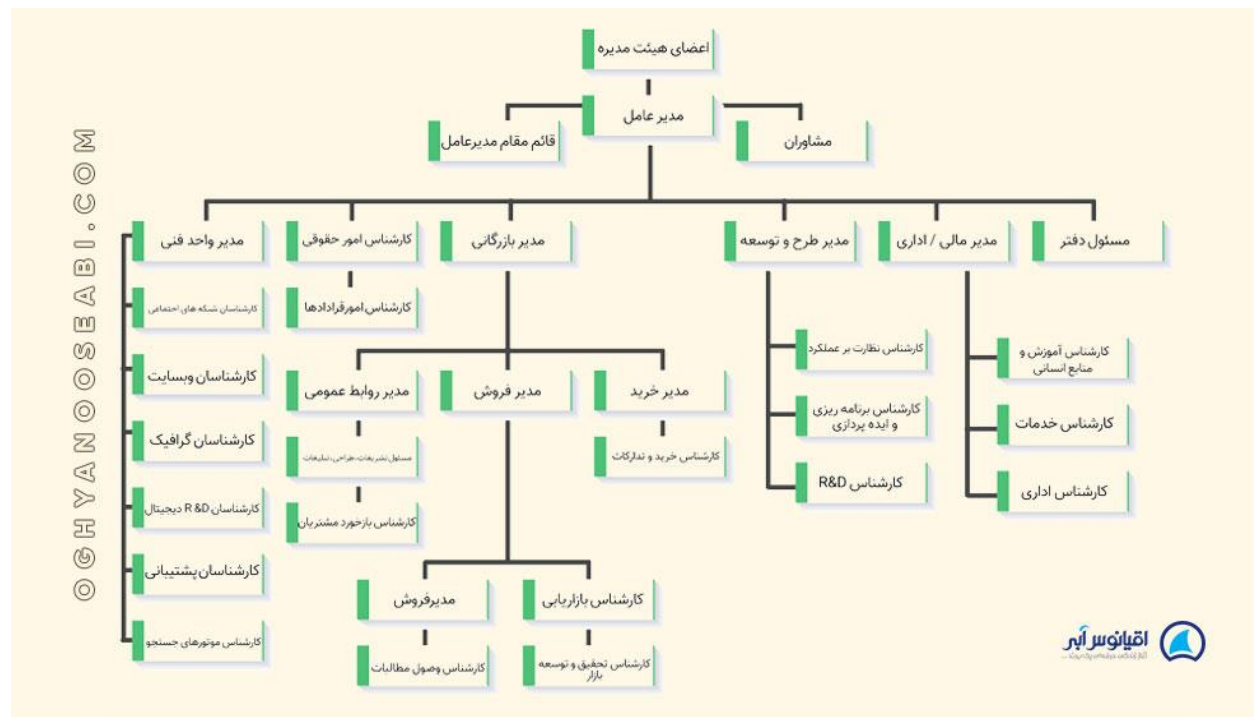 اعضای هیئت مدیره
مدیر عامل
مشاوران
قائم مقام مدیرعامل
مسئول دفتر
مدیر مالی / اداری
مدیر طرح و توسعه
مدیر بازرگانی
کارشناس امور حقوقی
مدیر واحد فنی
کارشناس آموزش و
منابع انسانی
کارشناس خدمات
کارشناس اداری
کارشناس نظارت بر عملکرد
کارشناس برنامه ریزی
و ایده پردازی
کارشناس R&D
مدیر خرید
مدیر فروش
مدیر روابط عمومی
کارشناس خرید و تدارکات
مسئول تشریفات، طراحی، تبلیغات
کارشناس بازخورد مشتریان
کارشناس بازاریابی
مدیرفروش
کارشناس تحقیق و توسعه
بازار
کارشناس وصول مطالبات
کارشناس امورقرادادها
کارشناسان شبکه های اجتماعی
کارشناسان وبسایت
کارشناسان گرافیک
کارشناسان R &D دیجیتال
کارشناسان پشتیبانی
کارشناس موتورهای جستجو
OGHYANOOSEABI.COM
اقیانوس آبی